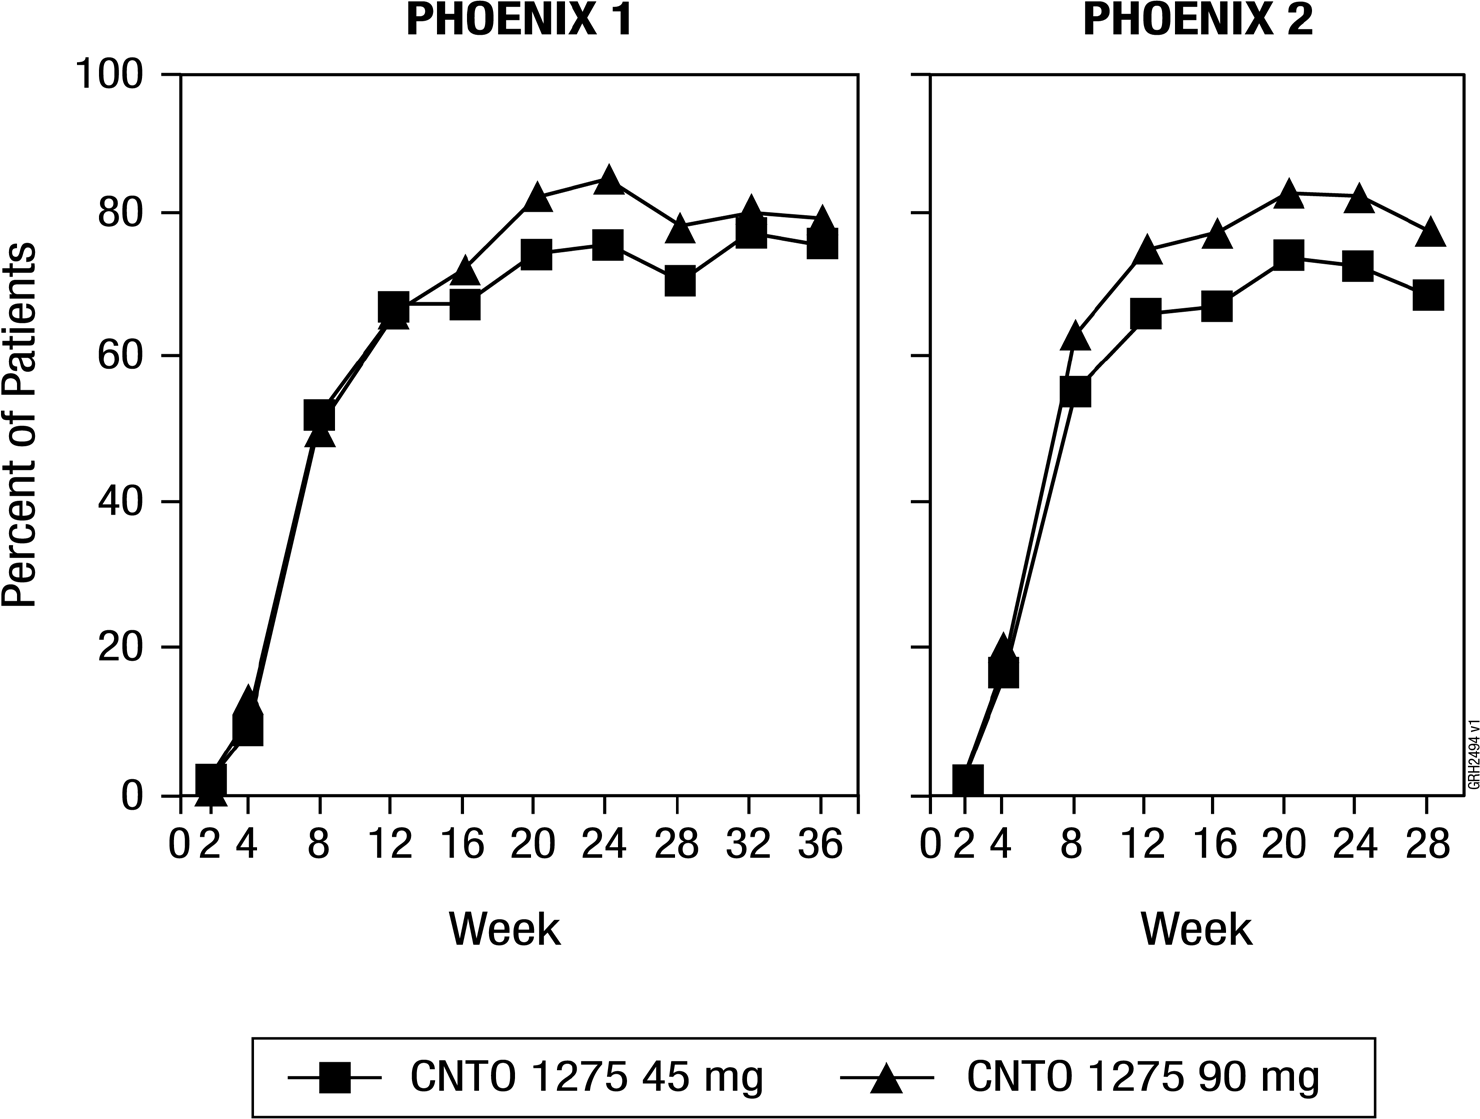 PHOENIX 1
PHOENIX 2
Percent of Patients
100
80
60
40
20
0
0 2 4 8 12 16 20 24 28 32 36
0 2 4 8 12 16 20 24 28
Week
Week
GRH2494 v1
CNTO 1275 45 mg
CNTO 1275 90 mg